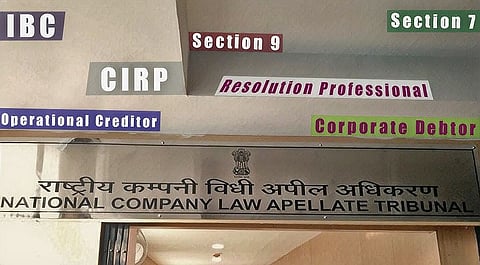 IBC
Section 9
Section 7
CIRP
Resolution Professional
Operational Creditor
Corporate Debtor
राष्ट्रीय कम्पनी विधी अपील अधिकरण
NATIONAL COMPANY LAW APELLATE TRIBUNAL